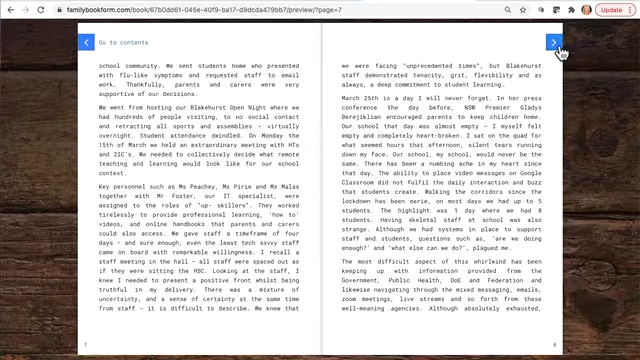 familybookform.com/book/67b0dd61-045e-40f9-ba17-d9dcda479bb7/preview/?page=7
Update
Go to contents
school community. We sent students home who presented
with flu-like symptoms and requested staff to email
work. Thankfully, parents and carers were very
supportive of our decisions.
We went from hosting our Blakehurst Open Night where we
had hundreds of people visiting, to no social contact
and retracting all sports and assemblies - virtually
overnight. Student attendance dwindled. On Monday the
15th of March we held an extraordinary meeting with HTs
and 2IC's. We needed to collectively decide what remote
teaching and learning would look like for our school
context.
Key personnel such as Ms Peachey, Ms Pirie and Ms Malas
together with Mr Foster, our IT specialist, were
assigned to the roles of "up- skillers". They worked
tirelessly to provide professional learning, 'how to'
videos, and online handbooks that parents and carers
could also access. We gave staff a timeframe of four
days - and sure enough, even the least tech savvy staff
came on board with remarkable willingness. I recall a
staff meeting in the hall - all staff were spaced out as
if they were sitting the HSC. Looking at the staff, I
knew I needed to present a positive front whilst being
truthful in my delivery. There was a mixture of
uncertainty, and a sense of certainty at the same time
from staff - it is difficult to describe. We knew that
7
we were facing "unprecedented times", but Blakehurst
staff demonstrated tenacity, grit, flexibility and as
always, a deep commitment to student learning.
March 25th is a day I will never forget. In her press
conference the day before, NSW Premier Gladys
Berejiklian encouraged parents to keep children home.
Our school that day was almost empty - I myself felt
empty and completely heart-broken. I sat on the quad for
what seemed hours that afternoon, silent tears running
down my face. Our school, my school, would never be the
same. There has been a numbing ache in my heart since
that day. The ability to place video messages on Google
Classroom did not fulfil the daily interaction and buzz
that students create. Walking the corridors since the
lockdown has been eerie, on most days we had up to 5
students. The highlight was 1 day where we had 8
students. Having skeletal staff at school was also
strange. Although we had systems in place to support
staff and students, questions such as, 'are we doing
enough?' and 'what else can we do?', plagued me.
The most difficult aspect of this whirlwind has been
keeping up with information provided from the
Government, Public Health, DoE and Federation and
likewise navigating through the mixed messaging, emails,
zoom meetings, live streams and so forth from these
well-meaning agencies. Although absolutely exhausted,